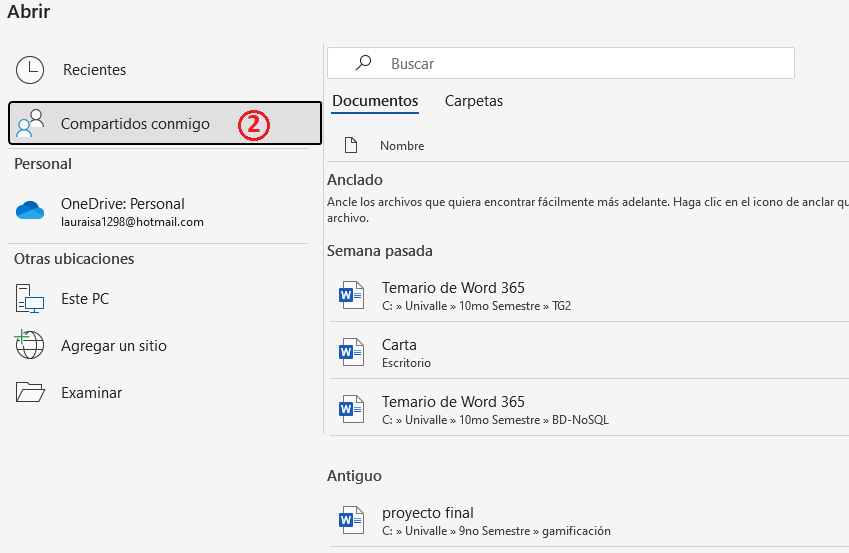 Abrir
Recientes
Compartidos conmigo
2
Personal
OneDrive: Personal
lauraisa1298@hotmail.com
Otras ubicaciones
Este PC
Agregar un sitio
Examinar
Buscar
Documentos Carpetas
Nombre
Anclado
Ancle los archivos que quiera encontrar fácilmente más adelante. Haga clic en el icono de anclar qu
archivo.
Semana pasada
W
Temario de Word 365
C: » Univalle » 10mo Semestre » TG2
W
Carta
Escritorio
W
Temario de Word 365
C: » Univalle » 10mo Semestre » BD-NoSQL
Antiguo
W
proyecto final
C: » Univalle » 9no Semestre » gamificación